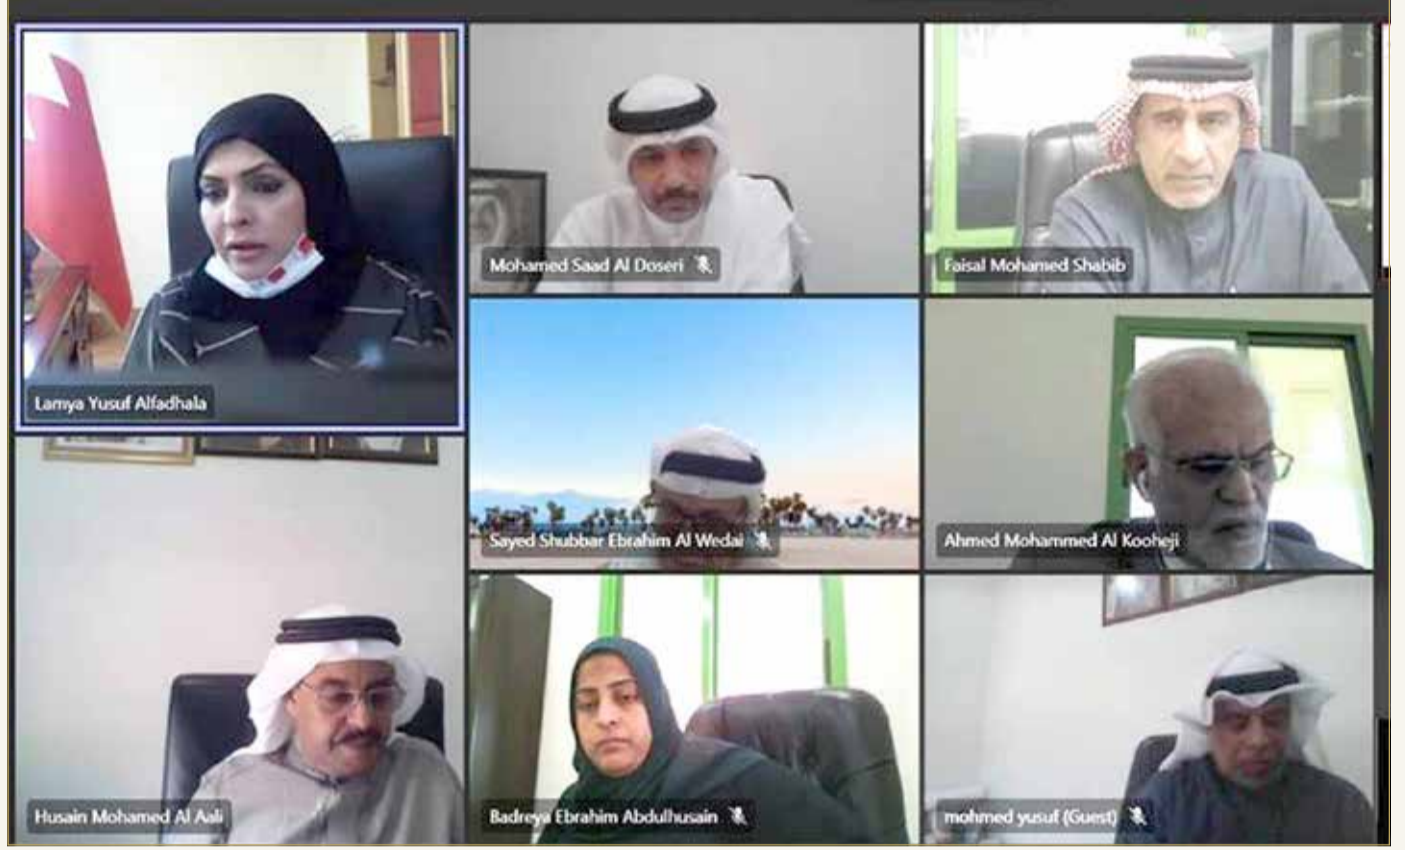 Mohamed Saad Al Doseri
Faisal Mohamed Shabib
Lamya Yusuf Alfadhala
Sayed Shubbar Ebrahim Al Wedai
Ahmed Mohammed Al Kooheji
Husain Mohamed Al Aali
Badreya Ebrahim Abdulhusain
mohmed yusuf (Guest)